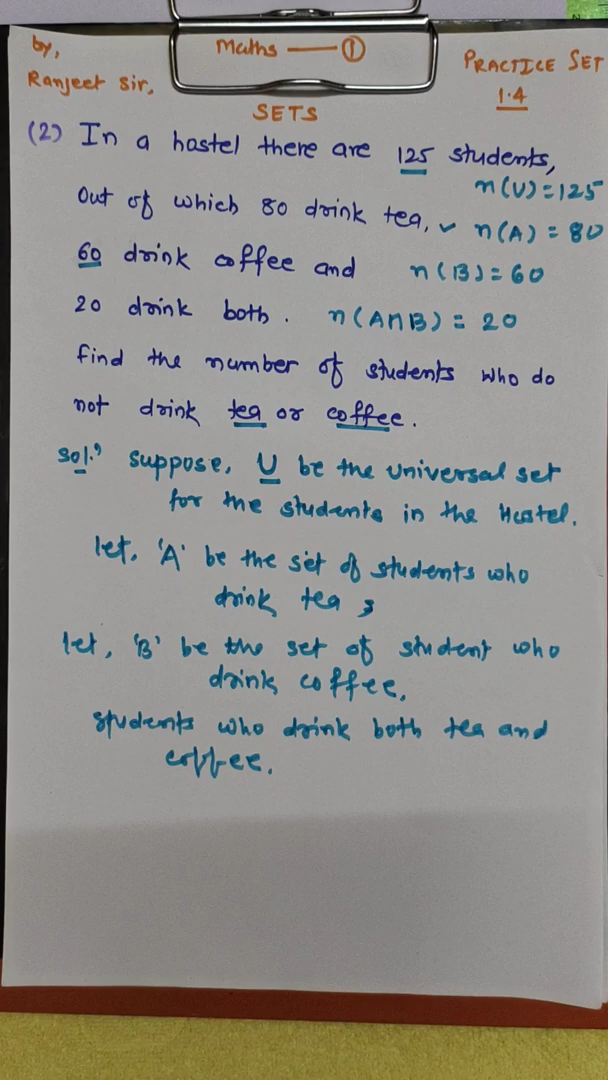 by,
Ranjeet Sir,
Maths — ①
PRACTICE SET
1.4
SETS
(2) In a hostel there are 125 students,
n(U)=125
out of which 80 drink tea, ✓ n(A) = 80
60 drink coffee and n(B)=60
20 drink both. n(A∩B) = 20
find the number of students who do
not drink tea or coffee.
Sol.ⁿ Suppose, U be the universal set
for the students in the Hostel.
let, 'A' be the set of students who
drink tea,
let, 'B' be the set of student who
drink coffee,
students who drink both tea and
coffee.